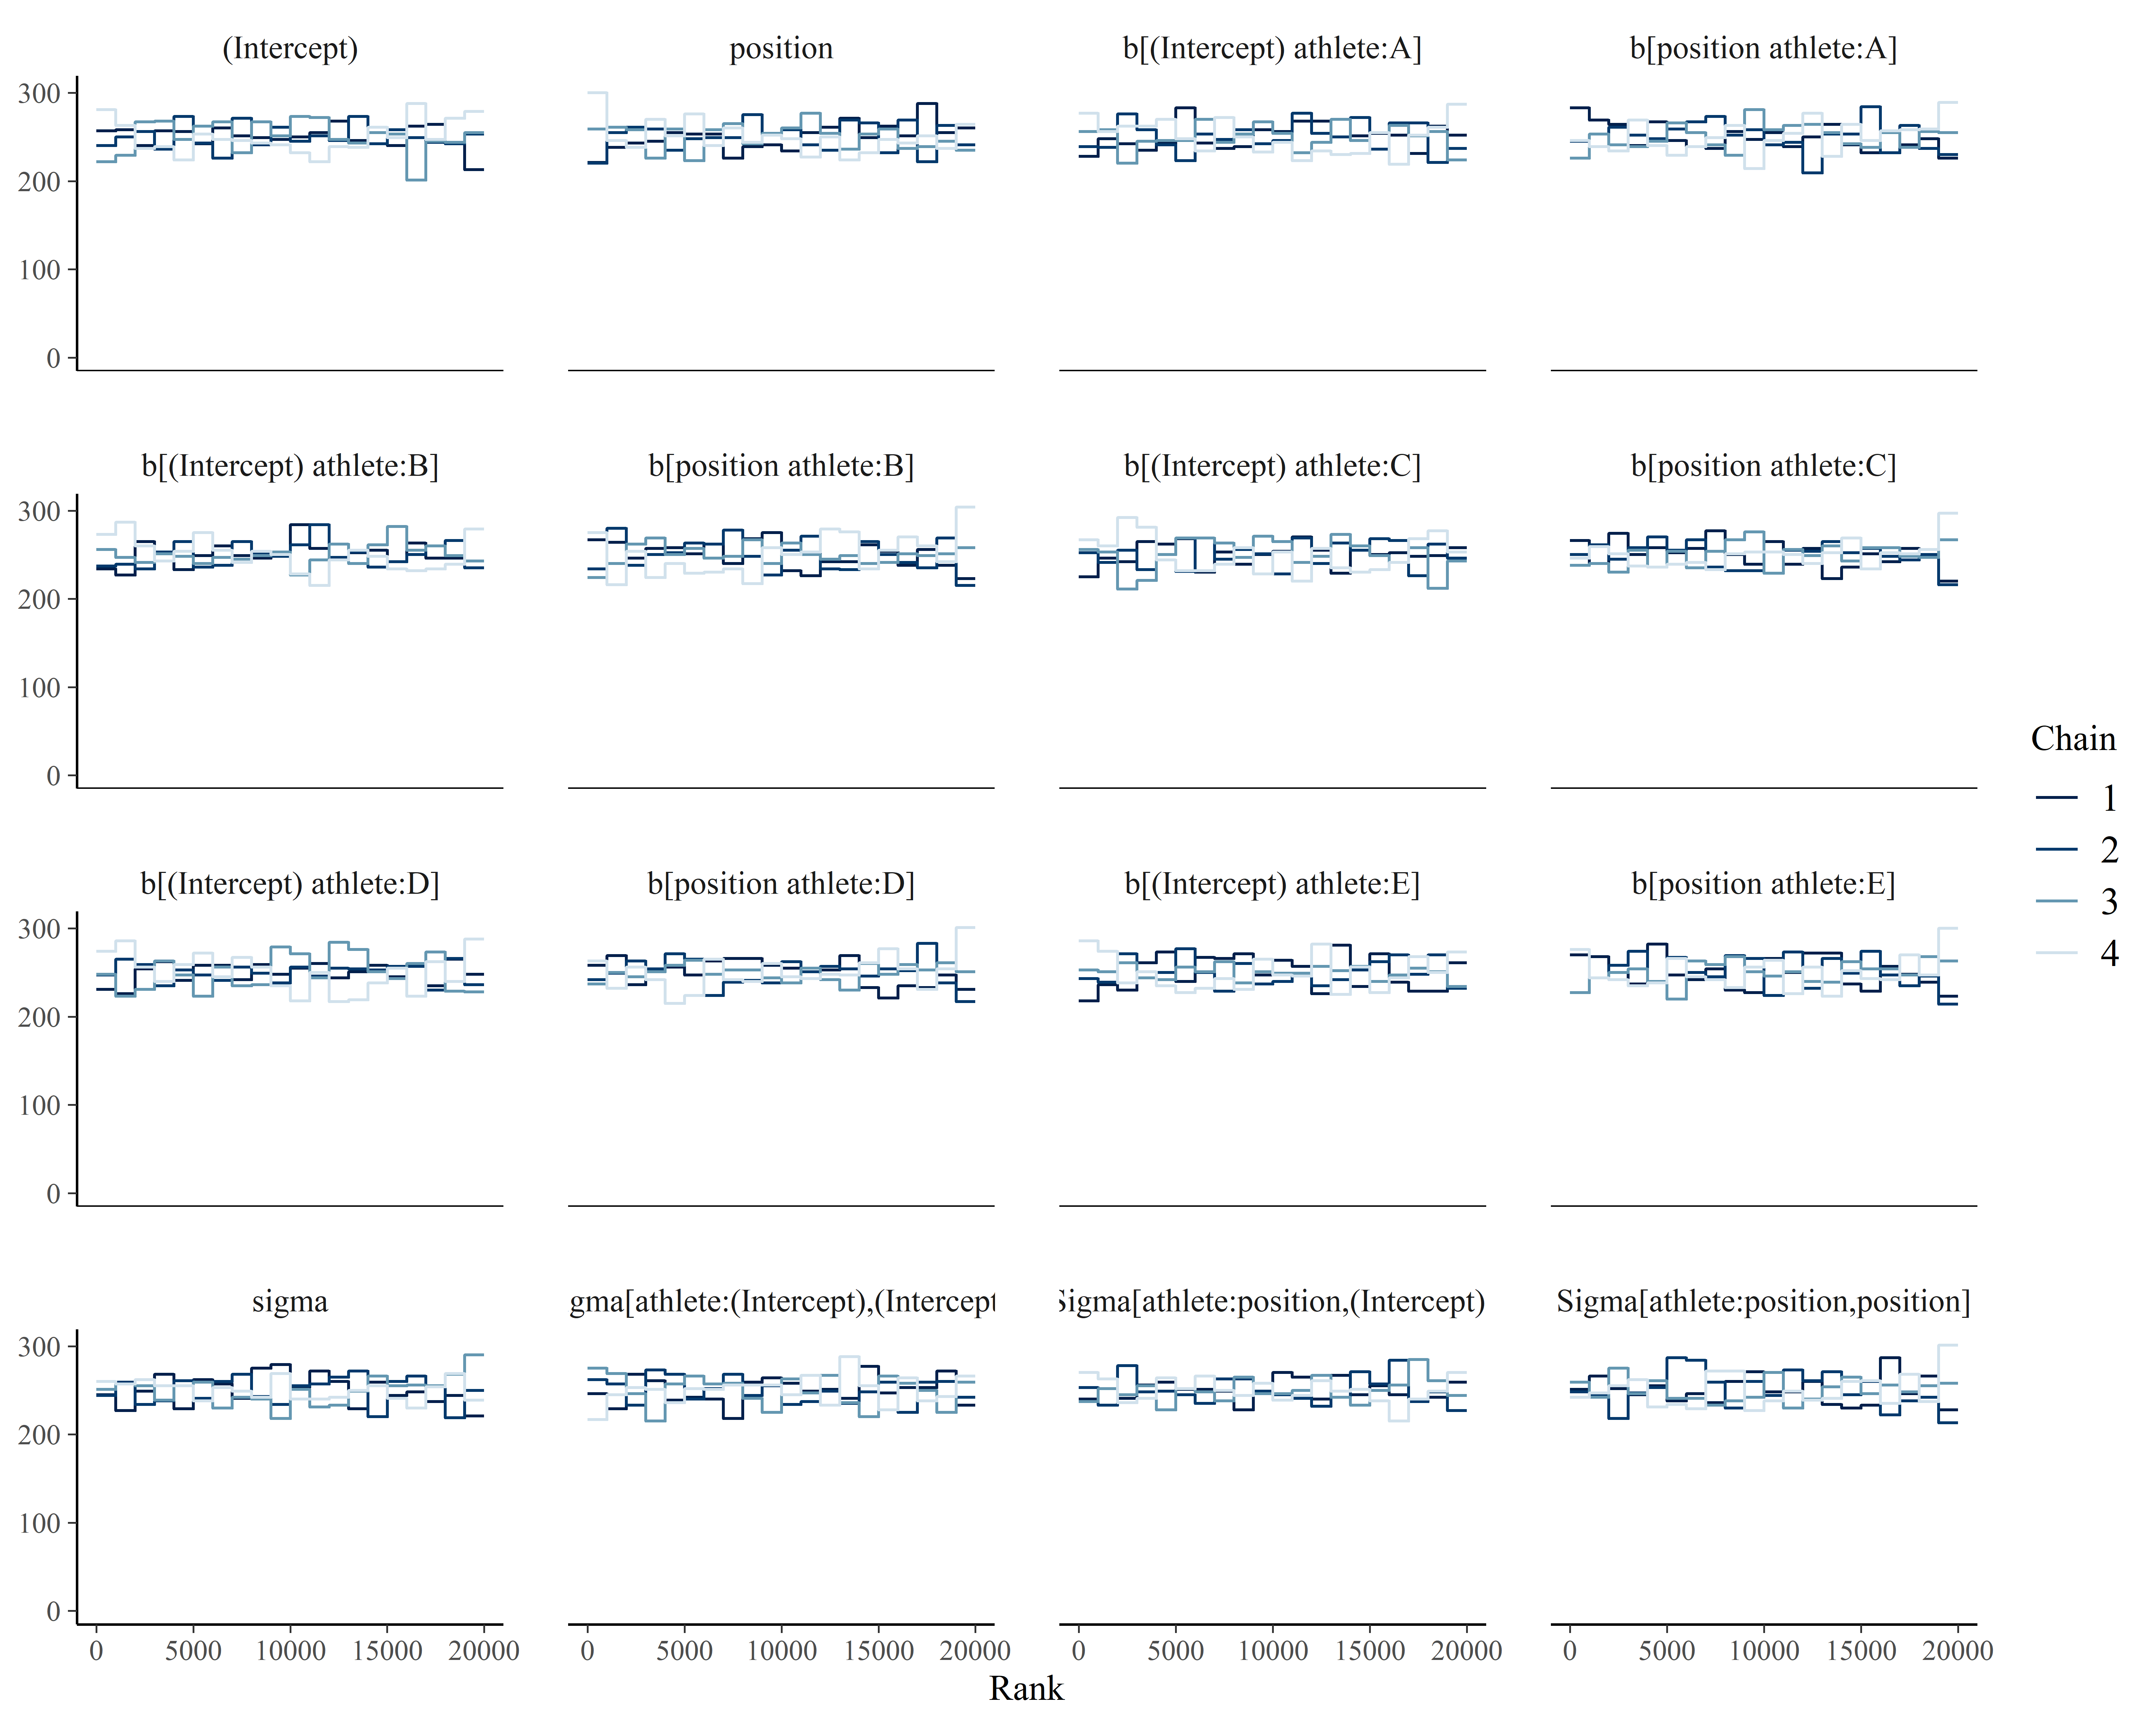 (Intercept) position b[(Intercept) athlete:A] b[position athlete:A]
300
200
100
0
b[(Intercept) athlete:B] b[position athlete:B] b[(Intercept) athlete:C] b[position athlete:C]
300
200
100
0
Chain
1
2
3
4
b[(Intercept) athlete:D] b[position athlete:D] b[(Intercept) athlete:E] b[position athlete:E]
300
200
100
0
sigma gma[athlete:(Intercept),(Intercept Sigma[athlete:position,(Intercept) Sigma[athlete:position,position]
300
200
100
0
0 5000 10000 15000 20000 0 5000 10000 15000 20000 0 5000 10000 15000 20000 0 5000 10000 15000 20000
Rank